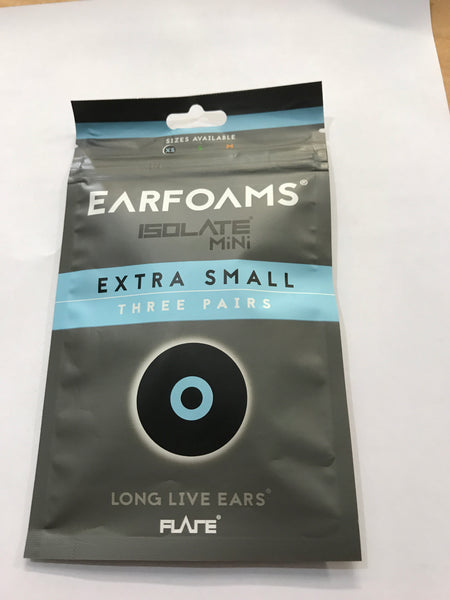 SIZES AVAILABLE
XS M
EARFOAMS®
ISOLATE®
MiNi
EXTRA SMALL
THREE PAIRS
LONG LIVE EARS®
FLARE®